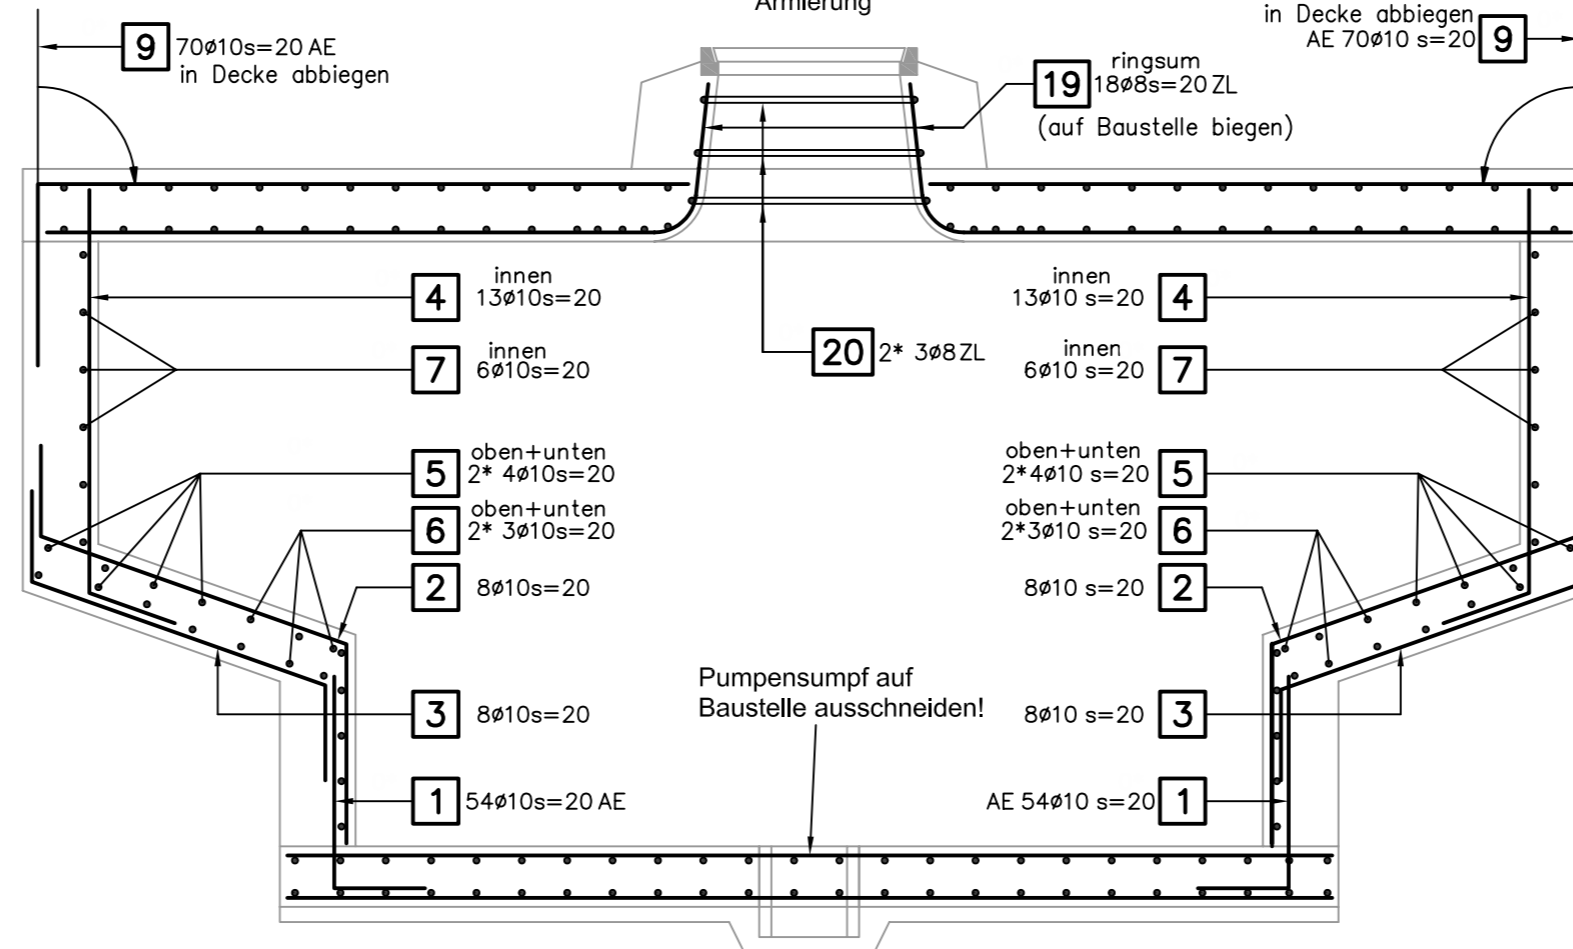 Armierung
9 70ø10s=20 AE
in Decke abbiegen
in Decke abbiegen
AE 70ø10 s=20 9
19 ringsum
18ø8s=20 ZL
(auf Baustelle biegen)
innen
4 13ø10s=20
innen
13ø10 s=20 4
20 2* 3ø8 ZL
innen
7 6ø10s=20
innen
6ø10 s=20 7
oben+unten
5 2* 4ø10s=20
oben+unten
2*4ø10 s=20 5
oben+unten
6 2* 3ø10s=20
oben+unten
2*3ø10 s=20 6
2 8ø10s=20
8ø10 s=20 2
Pumpensumpf auf
Baustelle ausschneiden!
3 8ø10s=20
8ø10 s=20 3
1 54ø10s=20 AE
AE 54ø10 s=20 1